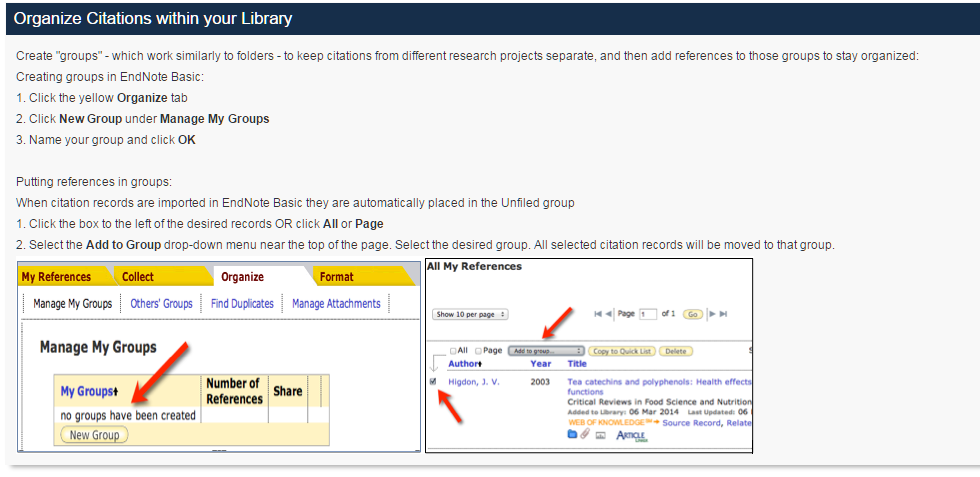 Organize Citations within your Library
Create "groups" - which work similarly to folders - to keep citations from different research projects separate, and then add references to those groups to stay organized:
Creating groups in EndNote Basic:
1. Click the yellow Organize tab
2. Click New Group under Manage My Groups
3. Name your group and click OK
Putting references in groups:
When citation records are imported in EndNote Basic they are automatically placed in the Unfiled group
1. Click the box to the left of the desired records OR click All or Page
2. Select the Add to Group drop-down menu near the top of the page. Select the desired group. All selected citation records will be moved to that group.
My References Collect Organize Format
Manage My Groups Others' Groups Find Duplicates Manage Attachments
Manage My Groups
My Groups Number of References Share
no groups have been created
New Group
All My References
Show 10 per page Page 1 of 1 Go
All Page Add to group... Copy to Quick List Delete S
Author Year Title
Higdon, J. V. 2003 Tea catechins and polyphenols: Health effects
functions
Critical Reviews in Food Science and Nutrition
Added to Library: 06 Mar 2014 Last Updated: 06
WEB OF KNOWLEDGE Source Record, Relate
ARTICLE Linker